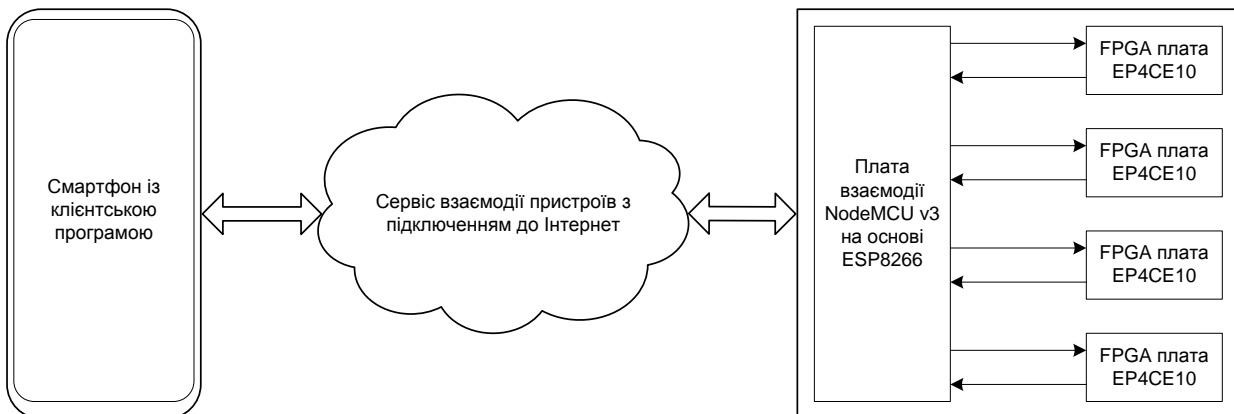 Смартфон із
клієнтською
програмою
Сервіс взаємодії пристроїв з
підключенням до Інтернет
Плата
взаємодії
NodeMCU v3
на основі
ESP8266
FPGA плата
EP4CE10
FPGA плата
EP4CE10
FPGA плата
EP4CE10
FPGA плата
EP4CE10